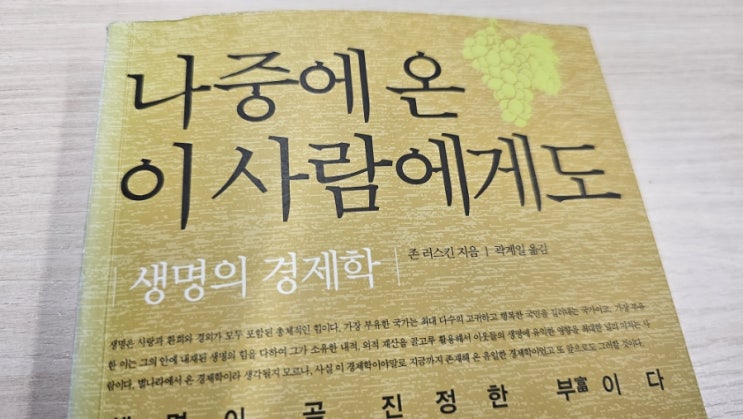 나중에 온
이 사람에게도
생명의 경제학
존 러스킨 지음 | 곽계일 옮김
생명은 사랑과 환희와 경외가 모두 포함된 총체적인 힘이다. 가장 부유한 국가는 최대 다수의 고귀하고 행복한 국민을 길러내는 국가이고, 가장 부유
한 이는 그의 안에 내재된 생명의 힘을 다하여 그가 소유한 내적, 외적 재산을 골고루 활용해서 이웃들의 생명에 유익한 영향을 최대한 널리 미치는 사
람이다. 별나라에서 온 경제학이라 생각될지 모르나, 사실 이 경제학이야말로 지금까지 존재해 온 유일한 경제학이었고 또 앞으로도 그러할 것이다.
생명이 곧 진정한 부富이다